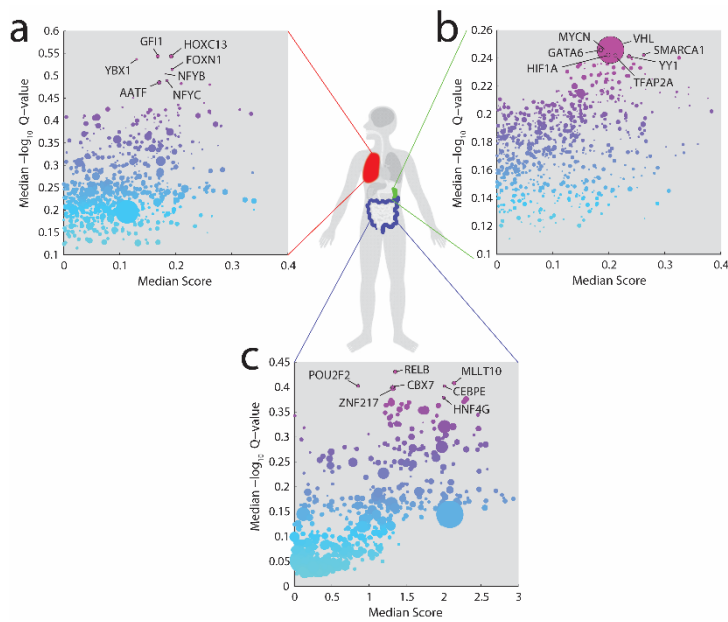 a
0.6
0.55
0.5
0.45
0.4
0.35
0.3
0.25
0.2
0.15
0.1
Median −log10 Q-value
GFI1
HOXC13
FOXN1
YBX1
NFYB
AATF
NFYC
0
0.1
0.2
0.3
0.4
Median Score
b
0.26
0.24
0.22
0.2
0.18
0.16
0.14
0.12
0.1
Median −log10 Q-value
MYCN
VHL
GATA6
SMARCA1
HIF1A
YY1
TFAP2A
0
0.1
0.2
0.3
0.4
Median Score
c
0.45
0.4
0.35
0.3
0.25
0.2
0.15
0.1
0.05
0
Median −log10 Q-value
RELB
POU2F2
MLLT10
CBX7
CEBPE
ZNF217
HNF4G
0
0.5
1
1.5
2
2.5
3
Median Score